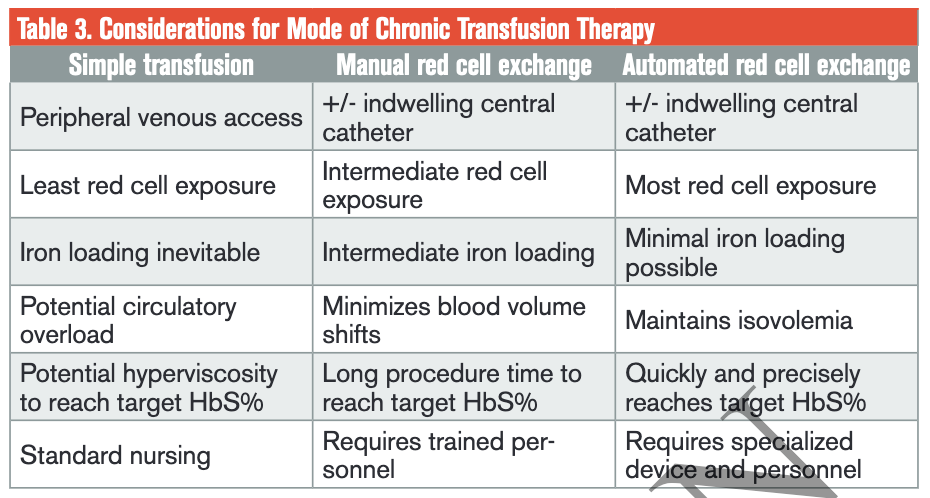 Table 3. Considerations for Mode of Chronic Transfusion Therapy
Simple transfusion Manual red cell exchange Automated red cell exchange
Peripheral venous access
+/- indwelling central
catheter
+/- indwelling central
catheter
Least red cell exposure
Intermediate red cell
exposure
Most red cell exposure
Iron loading inevitable
Intermediate iron loading
Minimal iron loading
possible
Potential circulatory
overload
Minimizes blood volume
shifts
Maintains isovolemia
Potential hyperviscosity
to reach target HbS%
Long procedure time to
reach target HbS%
Quickly and precisely
reaches target HbS%
Standard nursing
Requires trained per-
sonnel
Requires specialized
device and personnel